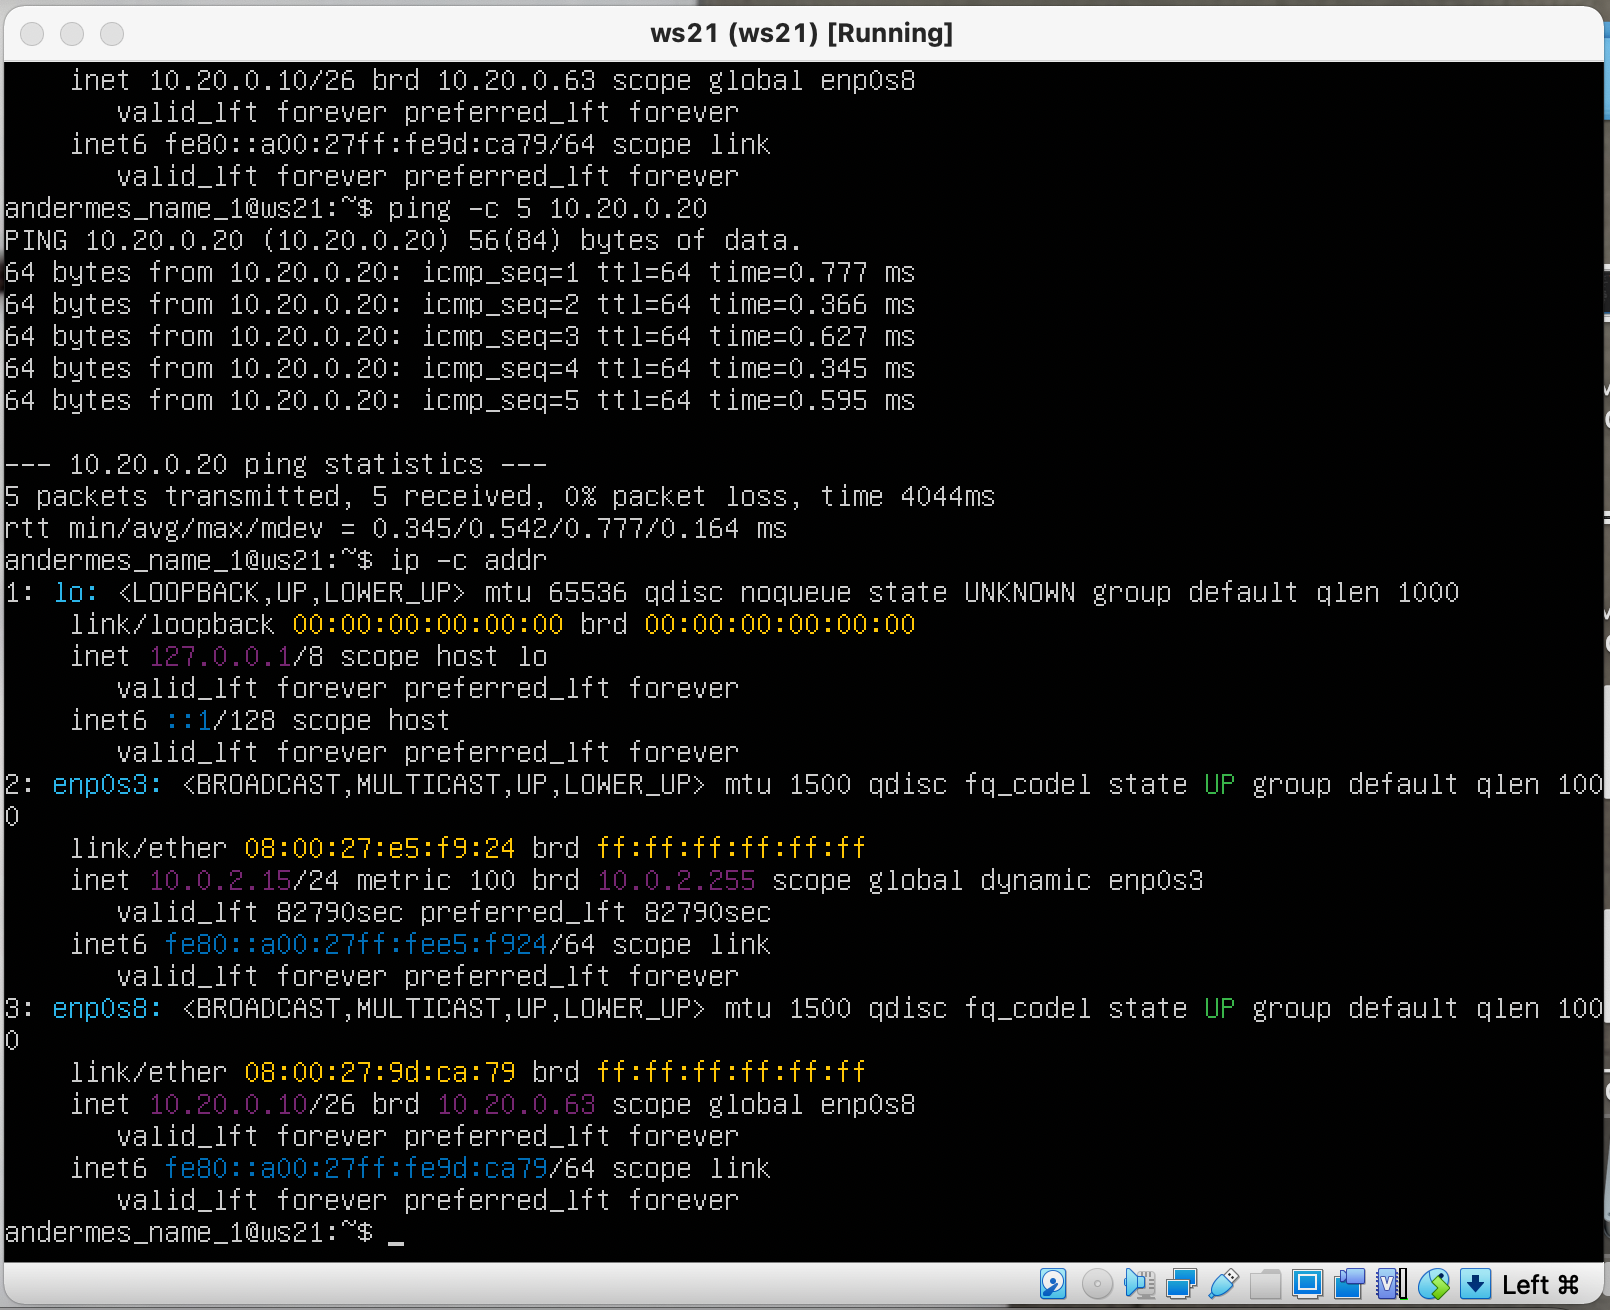 ws21 (ws21) [Running]
inet 10.20.0.10/26 brd 10.20.0.63 scope global enp0s8
valid_lft forever preferred_lft forever
inet6 fe80::a00:27ff:fe9d:ca79/64 scope link
valid_lft forever preferred_lft forever
andermes_name_1@ws21:~$ ping -c 5 10.20.0.20
PING 10.20.0.20 (10.20.0.20) 56(84) bytes of data.
64 bytes from 10.20.0.20: icmp_seq=1 ttl=64 time=0.777 ms
64 bytes from 10.20.0.20: icmp_seq=2 ttl=64 time=0.366 ms
64 bytes from 10.20.0.20: icmp_seq=3 ttl=64 time=0.627 ms
64 bytes from 10.20.0.20: icmp_seq=4 ttl=64 time=0.345 ms
64 bytes from 10.20.0.20: icmp_seq=5 ttl=64 time=0.595 ms
--- 10.20.0.20 ping statistics ---
5 packets transmitted, 5 received, 0% packet loss, time 4044ms
rtt min/avg/max/mdev = 0.345/0.542/0.777/0.164 ms
andermes_name_1@ws21:~$ ip -c addr
1: lo: <LOOPBACK,UP,LOWER_UP> mtu 65536 qdisc noqueue state UNKNOWN group default qlen 1000
link/loopback 00:00:00:00:00:00 brd 00:00:00:00:00:00
inet 127.0.0.1/8 scope host lo
valid_lft forever preferred_lft forever
inet6 ::1/128 scope host
valid_lft forever preferred_lft forever
2: enp0s3: <BROADCAST,MULTICAST,UP,LOWER_UP> mtu 1500 qdisc fq_codel state UP group default qlen 100
0
link/ether 08:00:27:e5:f9:24 brd ff:ff:ff:ff:ff:ff
inet 10.0.2.15/24 metric 100 brd 10.0.2.255 scope global dynamic enp0s3
valid_lft 82790sec preferred_lft 82790sec
inet6 fe80::a00:27ff:fee5:f924/64 scope link
valid_lft forever preferred_lft forever
3: enp0s8: <BROADCAST,MULTICAST,UP,LOWER_UP> mtu 1500 qdisc fq_codel state UP group default qlen 100
0
link/ether 08:00:27:9d:ca:79 brd ff:ff:ff:ff:ff:ff
inet 10.20.0.10/26 brd 10.20.0.63 scope global enp0s8
valid_lft forever preferred_lft forever
inet6 fe80::a00:27ff:fe9d:ca79/64 scope link
valid_lft forever preferred_lft forever
andermes_name_1@ws21:~$ _
Left ⌘